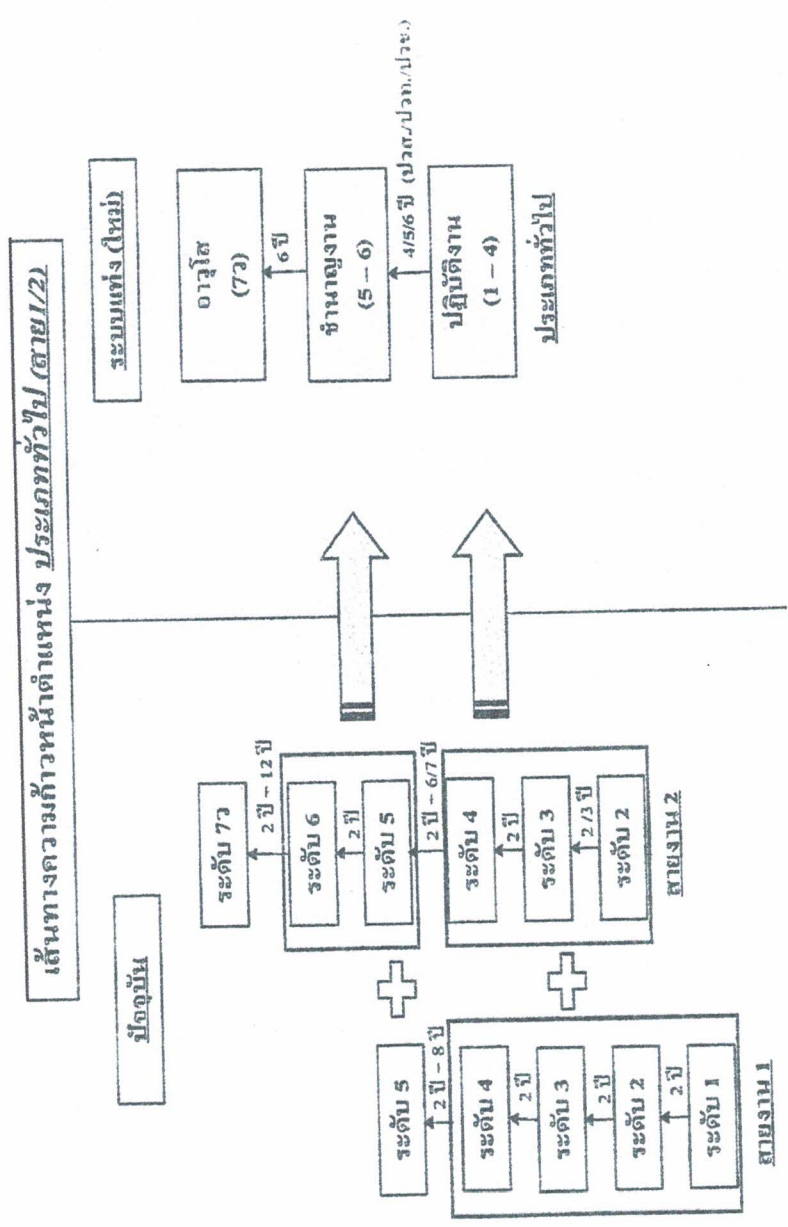 เส้นทางความก้าวหน้าตำแหน่ง ประเภททั่วไป (สาย 1/2)
ปัจจุบัน
ระดับ 5
2 ปี – 8 ปี
ระดับ 4
2 ปี
ระดับ 3
2 ปี
ระดับ 2
2 ปี
ระดับ 1
สายงาน 1
ระดับ 7ว
2 ปี – 12 ปี
ระดับ 6
2 ปี
ระดับ 5
2 ปี – 6/7 ปี
ระดับ 4
2 ปี
ระดับ 3
2 /3 ปี
ระดับ 2
สายงาน 2
ระบบแท่ง (ใหม่)
อาวุโส
(7ว)
6 ปี
ชำนาญงาน
(5 – 6)
4/5/6 ปี (ปวส./ปวท./ปวช.)
ปฏิบัติงาน
(1 – 4)
ประเภททั่วไป